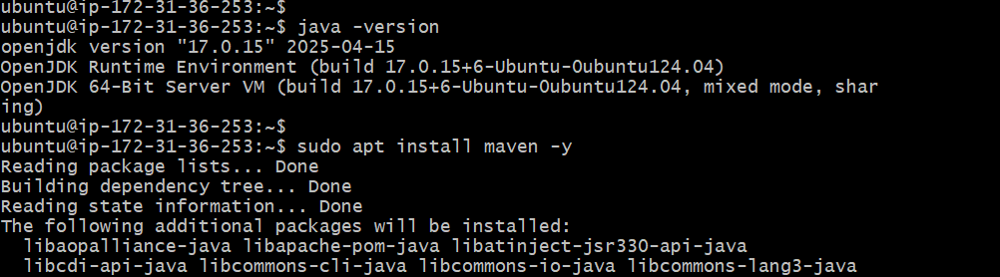 ubuntu@ip-172-31-36-253:~$
ubuntu@ip-172-31-36-253:~$ java -version
openjdk version "17.0.15" 2025-04-15
OpenJDK Runtime Environment (build 17.0.15+6-Ubuntu-0ubuntu124.04)
OpenJDK 64-Bit Server VM (build 17.0.15+6-Ubuntu-0ubuntu124.04, mixed mode, shar
ing)
ubuntu@ip-172-31-36-253:~$
ubuntu@ip-172-31-36-253:~$ sudo apt install maven -y
Reading package lists... Done
Building dependency tree... Done
Reading state information... Done
The following additional packages will be installed:
  libaopalliance-java libapache-pom-java libatinject-jsr330-api-java
  libcdi-api-java libcommons-cli-java libcommons-io-java libcommons-lang3-java